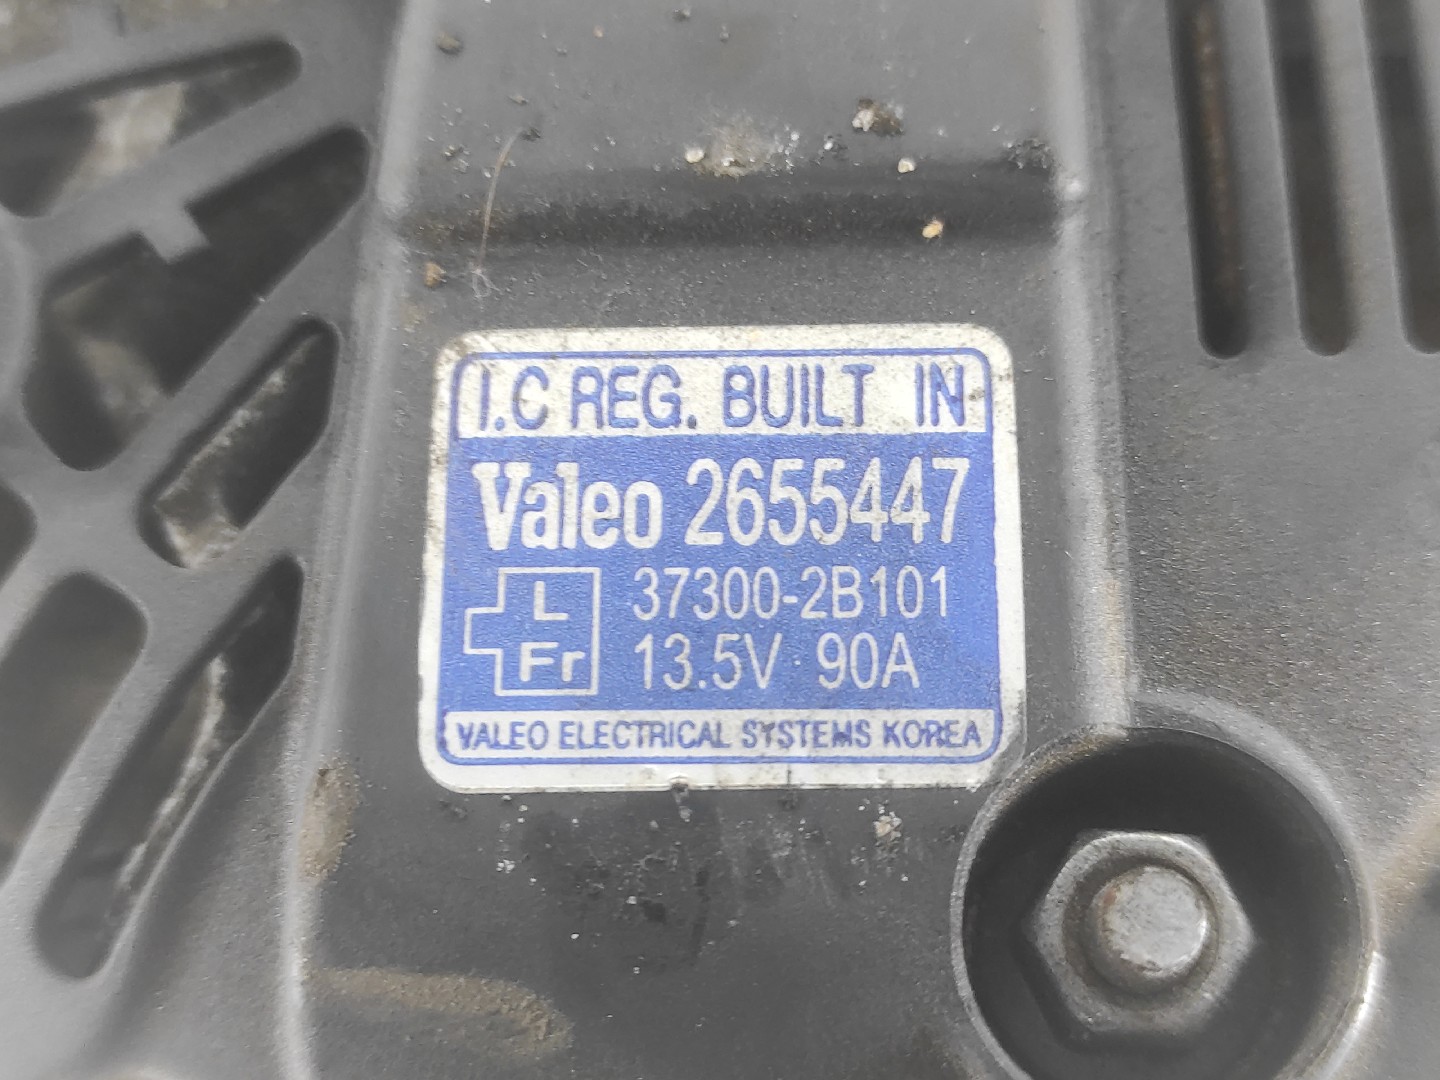 I.C REG. BUILT IN
Valeo 2655447
L 37300-2B101
Fr 13.5V 90A
VALEO ELECTRICAL SYSTEMS KOREA